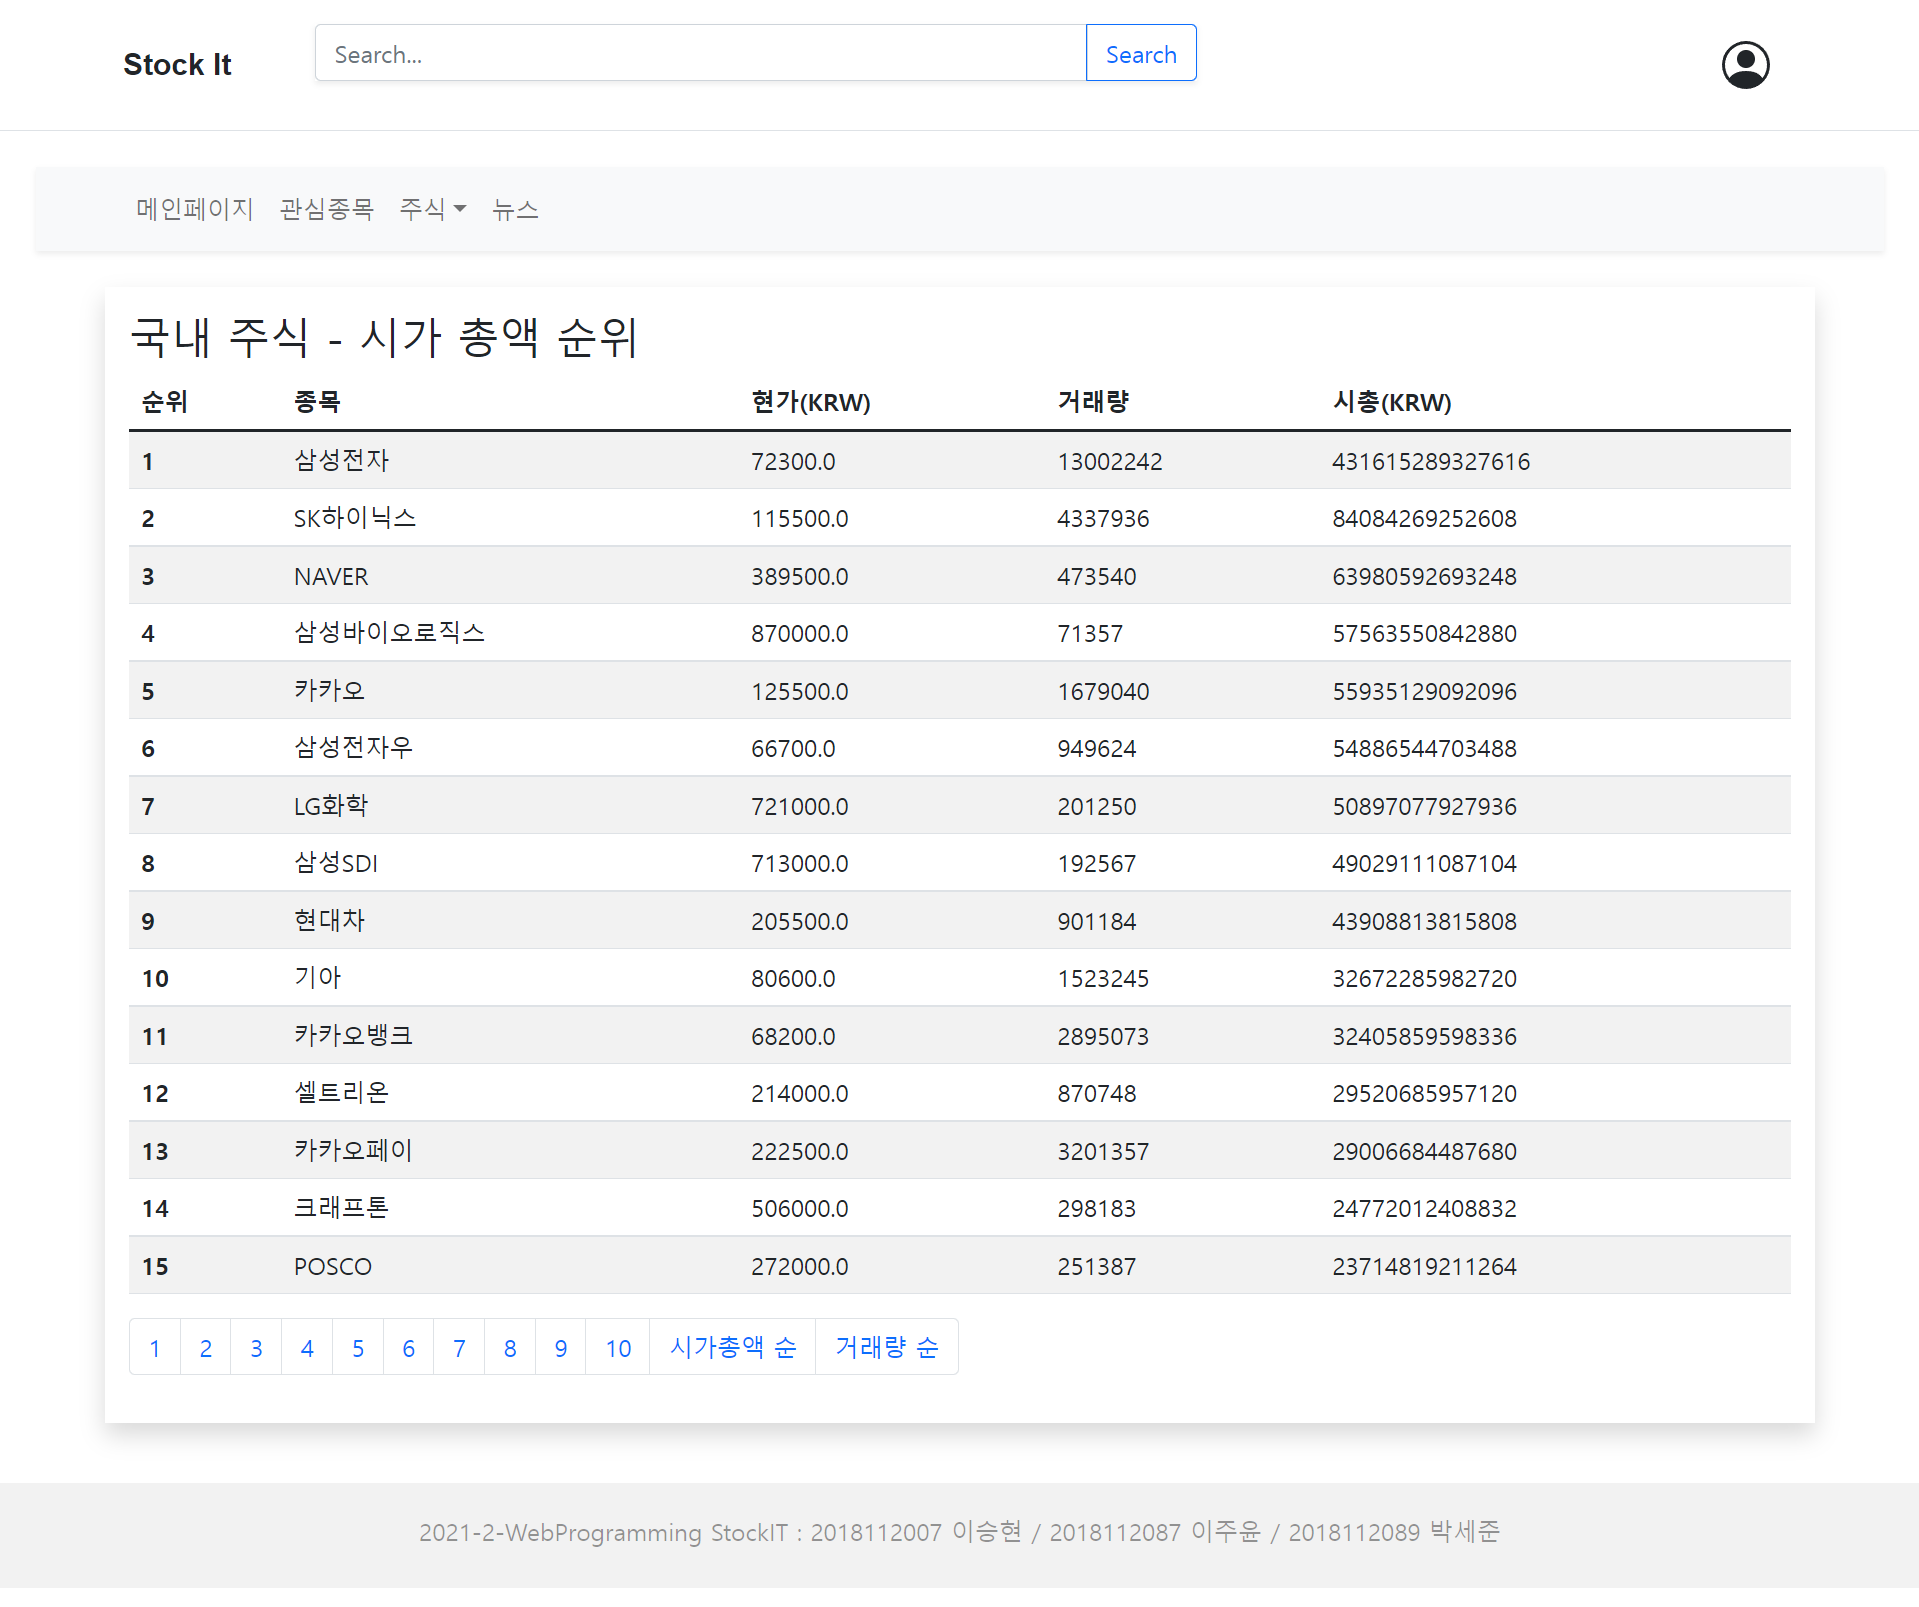 Stock It
Search...
Search
메인페이지 관심종목 주식 뉴스
국내 주식 - 시가 총액 순위
순위 종목 현가(KRW) 거래량 시총(KRW)
1 삼성전자 72300.0 13002242 431615289327616
2 SK하이닉스 115500.0 4337936 84084269252608
3 NAVER 389500.0 473540 63980592693248
4 삼성바이오로직스 870000.0 71357 57563550842880
5 카카오 125500.0 1679040 55935129092096
6 삼성전자우 66700.0 949624 54886544703488
7 LG화학 721000.0 201250 50897077927936
8 삼성SDI 713000.0 192567 49029111087104
9 현대차 205500.0 901184 43908813815808
10 기아 80600.0 1523245 32672285982720
11 카카오뱅크 68200.0 2895073 32405859598336
12 셀트리온 214000.0 870748 29520685957120
13 카카오페이 222500.0 3201357 29006684487680
14 크래프톤 506000.0 298183 24772012408832
15 POSCO 272000.0 251387 23714819211264
1 2 3 4 5 6 7 8 9 10 시가총액 순 거래량 순
2021-2-WebProgramming StockIT : 2018112007 이승현 / 2018112087 이주윤 / 2018112089 박세준